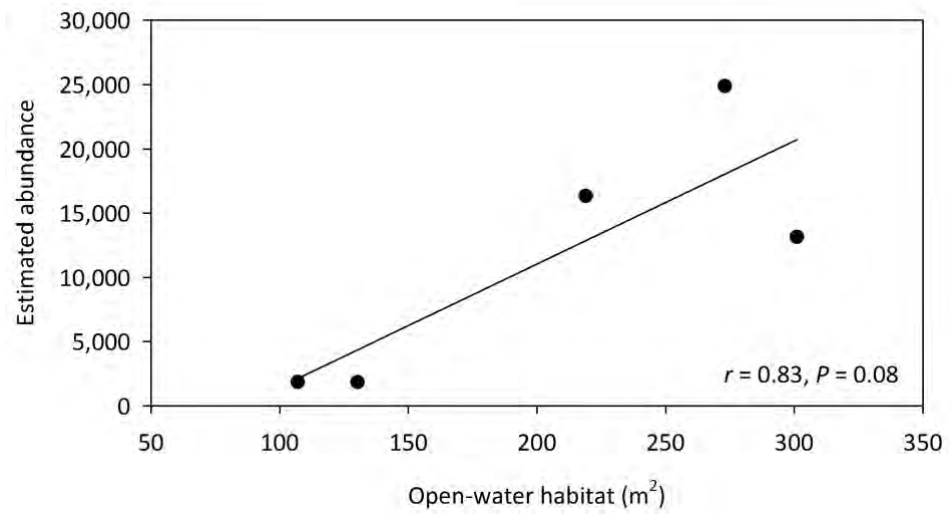 30,000
25,000
20,000
15,000
10,000
5,000
0
Estimated abundance
r = 0.83, P = 0.08
50 100 150 200 250 300 350
Open-water habitat (m²)